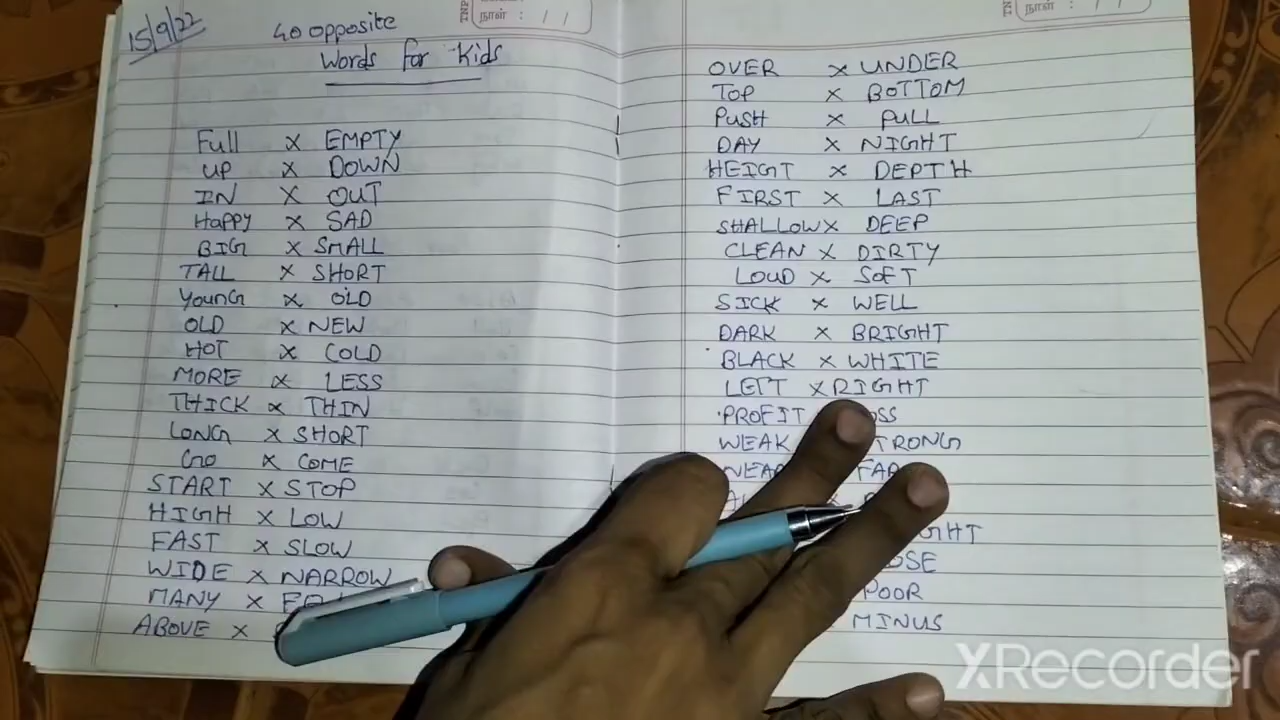 15/9/22
40 opposite
Words for Kids
Full x EMPTY
UP x DOWN
IN x OUT
Happy x SAD
BIG x SMALL
TALL x SHORT
Young x OLD
OLD x NEW
HOT x COLD
MORE x LESS
THICK x THIN
LONG x SHORT
GO x COME
START x STOP
HIGH x LOW
FAST x SLOW
WIDE x NARROW
MANY x
ABOVE x
நாள் : / /
OVER x UNDER
TOP x BOTTOM
PUSH x PULL
DAY x NIGHT
HEIGT x DEPTH
FIRST x LAST
SHALLOW x DEEP
CLEAN x DIRTY
LOUD x SOFT
SICK x WELL
DARK x BRIGHT
BLACK x WHITE
LEFT x RIGHT
PROFIT
WEAK
NEAR FAR
POOR
MINUS
XRecorder